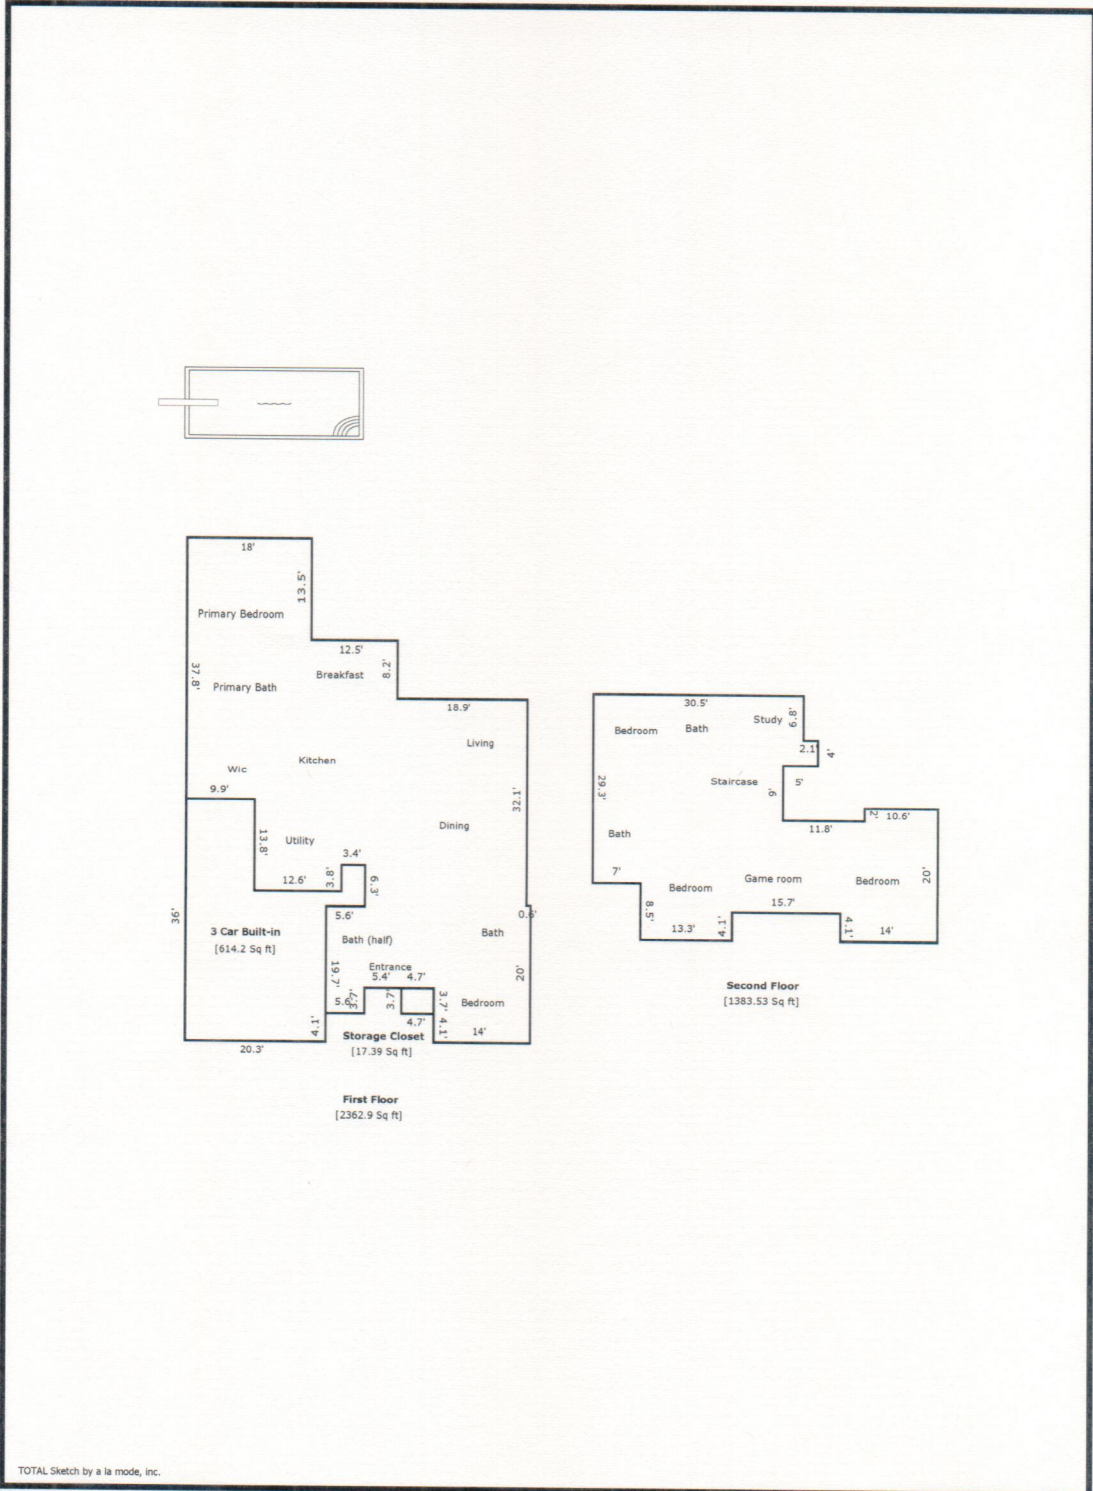 18'
13.5'
Primary Bedroom
12.5'
8.2'
Breakfast
37.8'
Primary Bath
18.9'
Living
Kitchen
Wic
9.9'
32.1'
Dining
13.8'
Utility
3.4'
12.6'
3.8'
6.3'
36'
5.6'
0.6'
3 Car Built-in
[614.2 Sq ft]
Bath (half)
Bath
Entrance
19.7'
5.4'
4.7'
20'
5.6'
3.7'
3.7'
3.7'
Bedroom
4.7'
4.1'
4.1'
14'
20.3'
Storage Closet
[17.39 Sq ft]
First Floor
[2362.9 Sq ft]
30.5'
6.8'
Study
Bedroom
Bath
2.1'
4'
Staircase
5'
29.3'
6'
2'
10.6'
11.8'
Bath
7'
Game room
Bedroom
20'
Bedroom
15.7'
8.5'
13.3'
4.1'
4.1'
14'
Second Floor
[1383.53 Sq ft]
TOTAL Sketch by a la mode, inc.